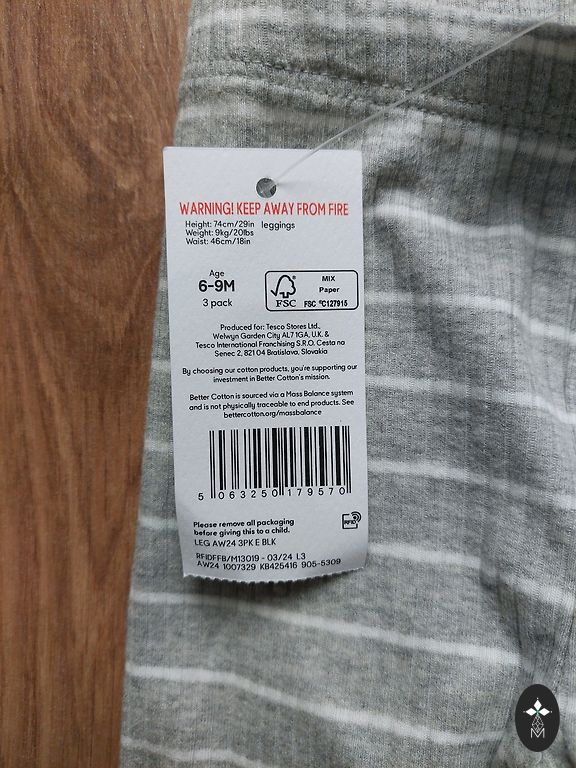 WARNING! KEEP AWAY FROM FIRE
Height: 74cm/29in leggings
Weight: 9kg/20lbs
Waist: 46cm/18in
Age
6-9M
3 pack
FSC
MIX
Paper
FSC® C127915
Produced for: Tesco Stores Ltd.,
Welwyn Garden City AL7 1GA, U.K. &
Tesco International Franchising S.R.O. Cesta na
Senec 2, 821 04 Bratislava, Slovakia
By choosing our cotton products, you're supporting our
investment in Better Cotton's mission.
Better Cotton is sourced via a Mass Balance system
and is not physically traceable to end products. See
bettercotton.org/massbalance
5 063250 179570
Please remove all packaging
before giving this to a child.
RFID
LEG AW24 3PK E BLK
RFIDFFB/M13019 - 03/24 L3
AW24 1007329 KB425416 905-5309
M